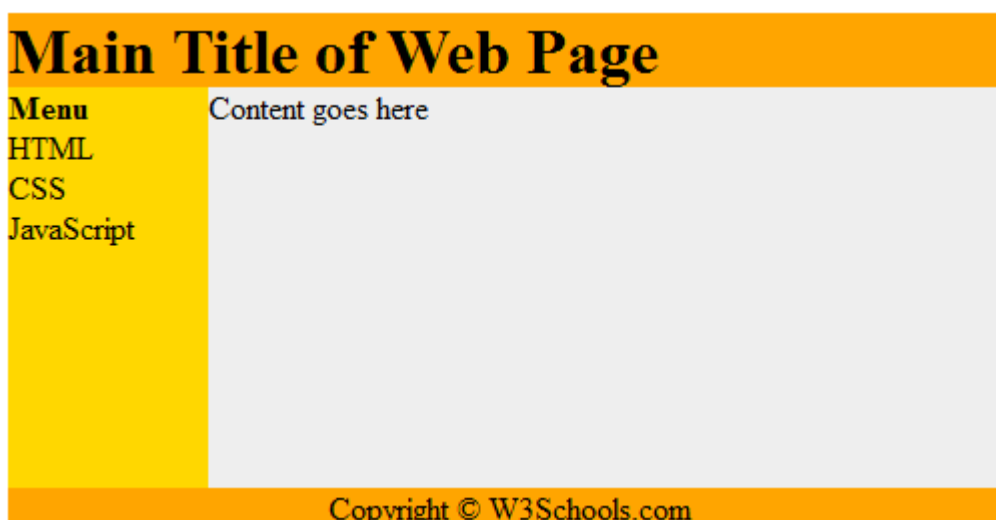 Main Title of Web Page
Menu
Content goes here
HTML
CSS
JavaScript
Copyright © W3Schools.com